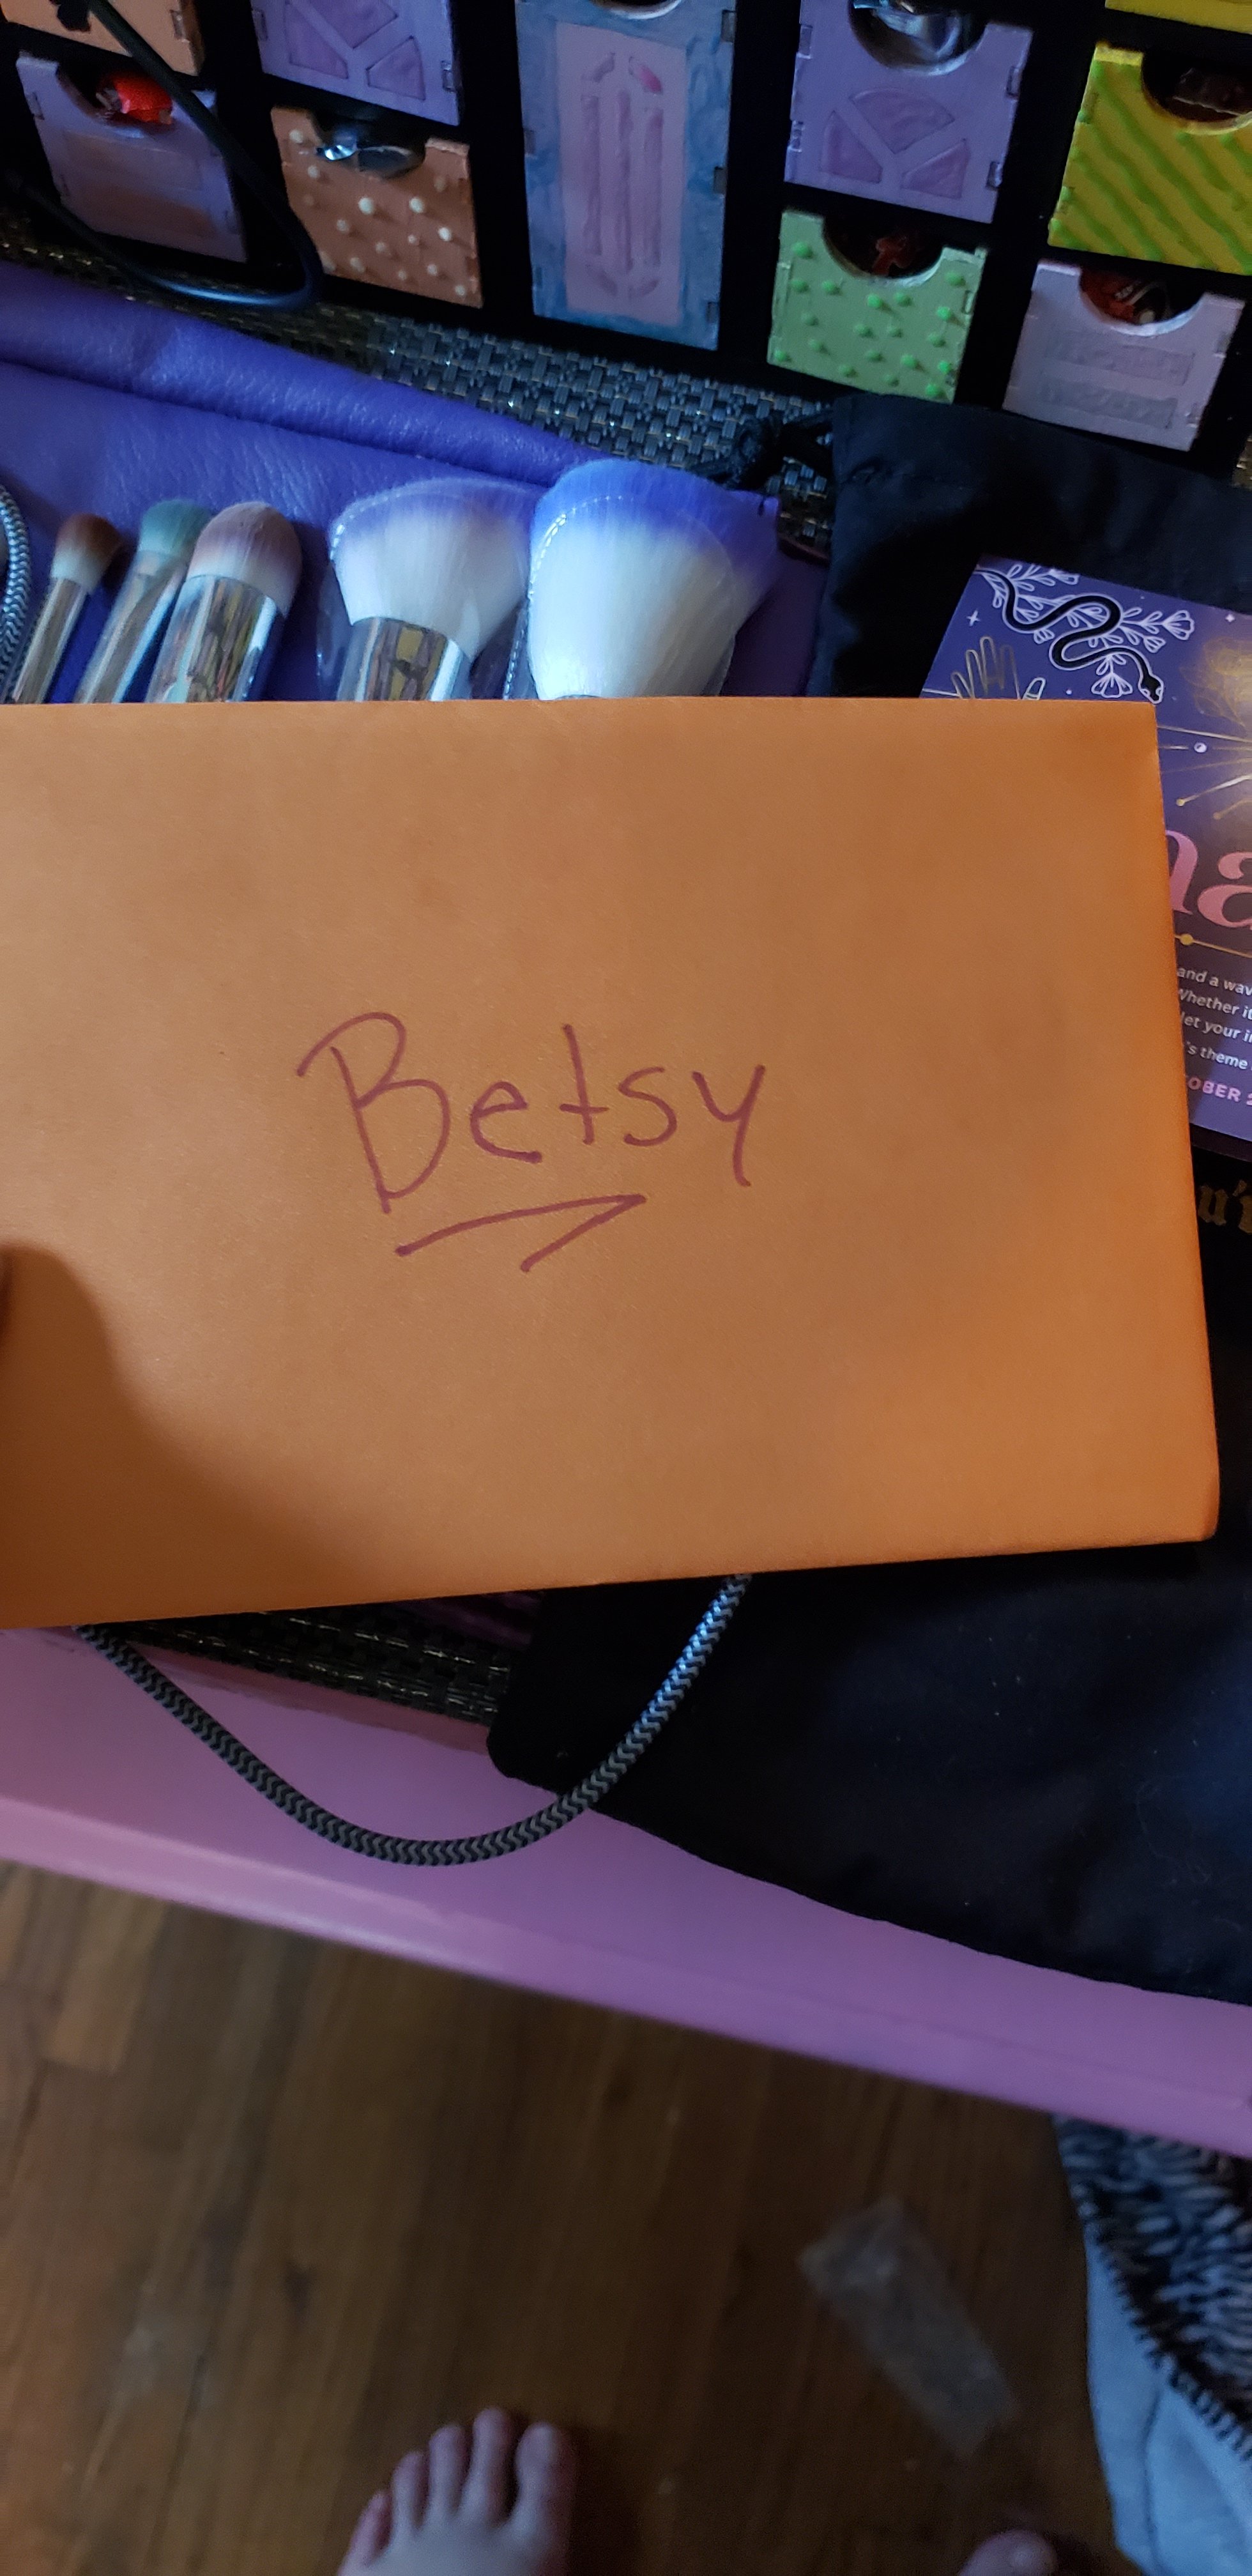 Betsy
and a wav
Whether it
let your i
's theme
OBER